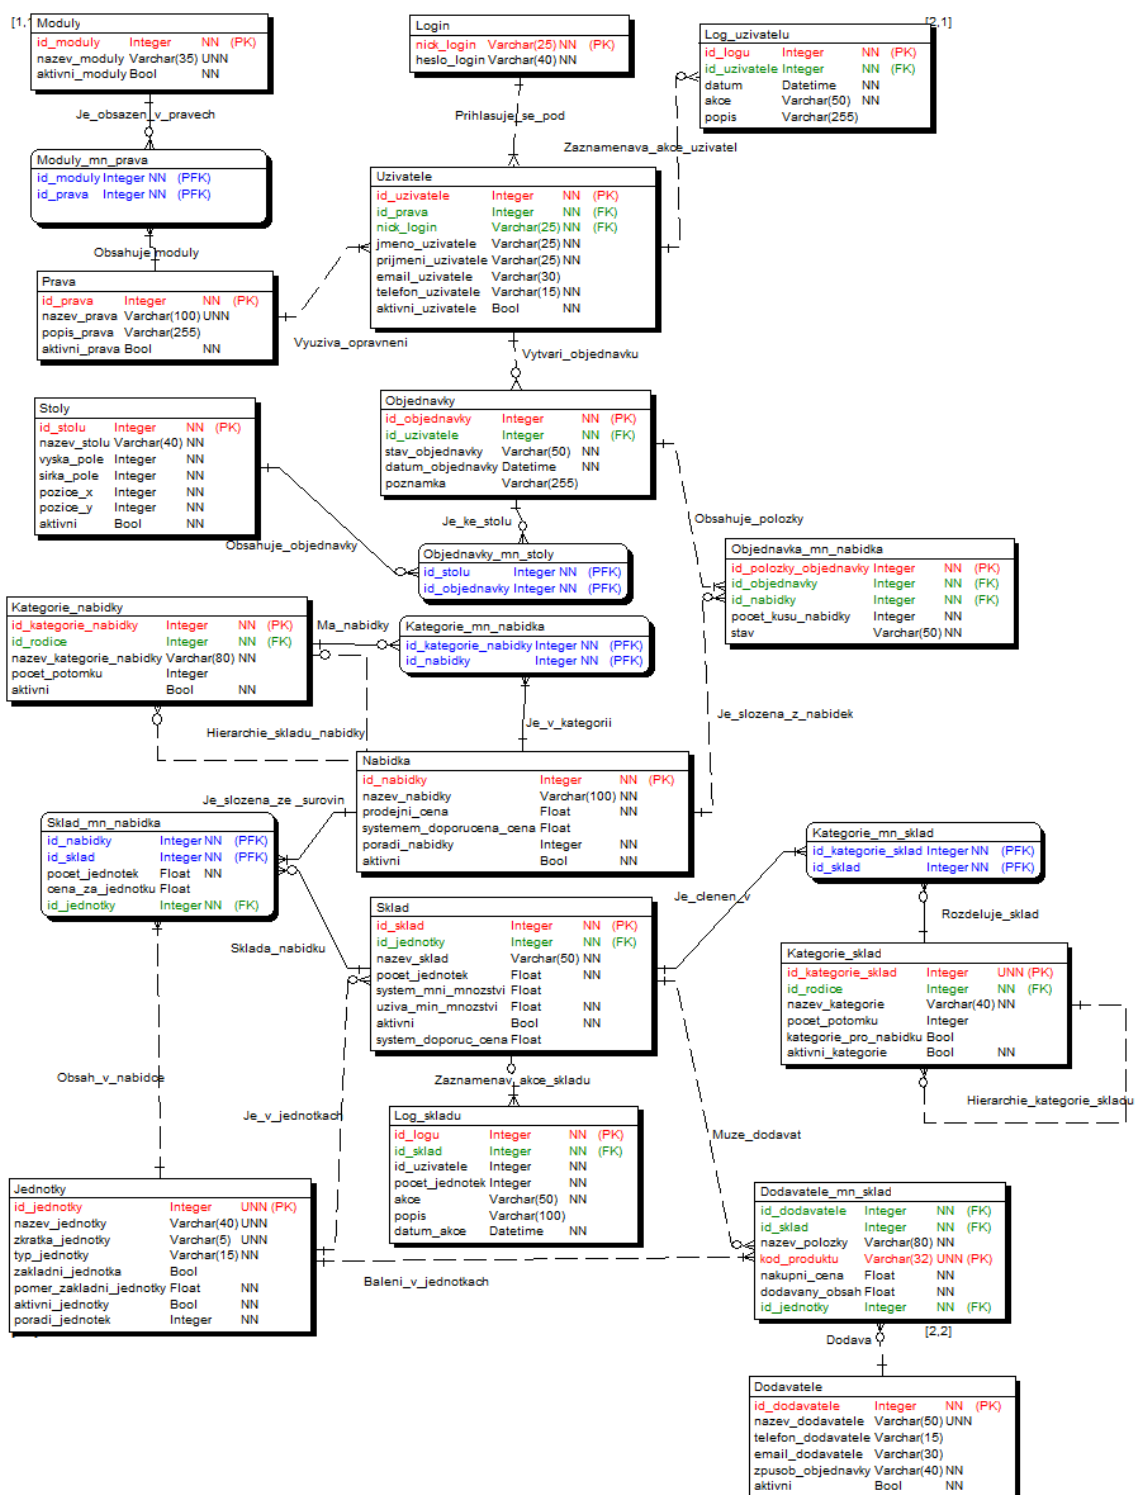 [1,1
Moduly
id_moduly Integer NN (PK)
nazev_moduly Varchar(35) UNN
aktivni_moduly Bool NN
Je_obsazen_v_pravech
Moduly_mn_prava
id_moduly Integer NN (PFK)
id_prava Integer NN (PFK)
Obsahuje_moduly
Prava
id_prava Integer NN (PK)
nazev_prava Varchar(100) UNN
popis_prava Varchar(255)
aktivni_prava Bool NN
Login
nick_login Varchar(25) NN (PK)
heslo_login Varchar(40) NN
Prihlasuje_se_pod
[2,1]
Log_uzivatelu
id_logu Integer NN (PK)
id_uzivatele Integer NN (FK)
datum Datetime NN
akce Varchar(50) NN
popis Varchar(255)
Zaznamenava_akce_uzivatel
Uzivatele
id_uzivatele Integer NN (PK)
id_prava Integer NN (FK)
nick_login Varchar(25) NN (FK)
jmeno_uzivatele Varchar(25) NN
prijmeni_uzivatele Varchar(25) NN
email_uzivatele Varchar(30)
telefon_uzivatele Varchar(15) NN
aktivni_uzivatele Bool NN
Vyuziva_opravneni
Vytvari_objednavku
Stoly
id_stolu Integer NN (PK)
nazev_stolu Varchar(40) NN
vyska_pole Integer NN
sirka_pole Integer NN
pozice_x Integer NN
pozice_y Integer NN
aktivni Bool NN
Obsahuje_objednavky
Objednavky
id_objednavky Integer NN (PK)
id_uzivatele Integer NN (FK)
stav_objednavky Varchar(50) NN
datum_objednavky Datetime NN
poznamka Varchar(255)
Je_ke_stolu
Obsahuje_polozky
Objednavky_mn_stoly
id_stolu Integer NN (PFK)
id_objednavky Integer NN (PFK)
Objednavka_mn_nabidka
id_polozky_objednavky Integer NN (PK)
id_objednavky Integer NN (FK)
id_nabidky Integer NN (FK)
pocet_kusu_nabidky Integer NN
stav Varchar(50) NN
Kategorie_nabidky
id_kategorie_nabidky Integer NN (PK)
id_rodice Integer NN (FK)
nazev_kategorie_nabidky Varchar(80) NN
pocet_potomku Integer
aktivni Bool NN
Ma_nabidky
Kategorie_mn_nabidka
id_kategorie_nabidky Integer NN (PFK)
id_nabidky Integer NN (PFK)
Hierarchie_skladu_nabidky
Je_v_kategorii
Je_slozena_z_nabidek
Nabidka
id_nabidky Integer NN (PK)
nazev_nabidky Varchar(100) NN
prodejni_cena Float NN
systemem_doporucena_cena Float
poradi_nabidky Integer NN
aktivni Bool NN
Je_slozena_ze _surovin
Sklad_mn_nabidka
id_nabidky Integer NN (PFK)
id_sklad Integer NN (PFK)
pocet_jednotek Float NN
cena_za_jednotku Float
id_jednotky Integer NN (FK)
Sklada_nabidku
Sklad
id_sklad Integer NN (PK)
id_jednotky Integer NN (FK)
nazev_sklad Varchar(50) NN
pocet_jednotek Float NN
system_mni_mnozstvi Float
uziva_min_mnozstvi Float NN
aktivni Bool NN
system_doporuc_cena Float
Je_clenen_v
Kategorie_mn_sklad
id_kategorie_sklad Integer NN (PFK)
id_sklad Integer NN (PFK)
Rozdeluje_sklad
Kategorie_sklad
id_kategorie_sklad Integer UNN (PK)
id_rodice Integer NN (FK)
nazev_kategorie Varchar(40) NN
pocet_potomku Integer
kategorie_pro_nabidku Bool
aktivni_kategorie Bool NN
Hierarchie_kategorie_skladu
Obsah_v_nabidce
Je_v_jednotkach
Zaznamenav_akce_skladu
Log_skladu
id_logu Integer NN (PK)
id_sklad Integer NN (FK)
id_uzivatele Integer NN
pocet_jednotek Integer NN
akce Varchar(50) NN
popis Varchar(100)
datum_akce Datetime NN
Muze_dodavat
Jednotky
id_jednotky Integer UNN (PK)
nazev_jednotky Varchar(40) UNN
zkratka_jednotky Varchar(5) UNN
typ_jednotky Varchar(15) NN
zakladni_jednotka Bool
pomer_zakladni_jednotky Float NN
aktivni_jednotky Bool NN
poradi_jednotek Integer NN
Baleni_v_jednotkach
Dodavatele_mn_sklad
id_dodavatele Integer NN (FK)
id_sklad Integer NN (FK)
nazev_polozky Varchar(80) NN
kod_produktu Varchar(32) UNN (PK)
nakupni_cena Float NN
dodavany_obsah Float NN
id_jednotky Integer NN (FK)
[2,2]
Dodava
Dodavatele
id_dodavatele Integer NN (PK)
nazev_dodavatele Varchar(50) UNN
telefon_dodavatele Varchar(15)
email_dodavatele Varchar(30)
zpusob_objednavky Varchar(40) NN
aktivni Bool NN